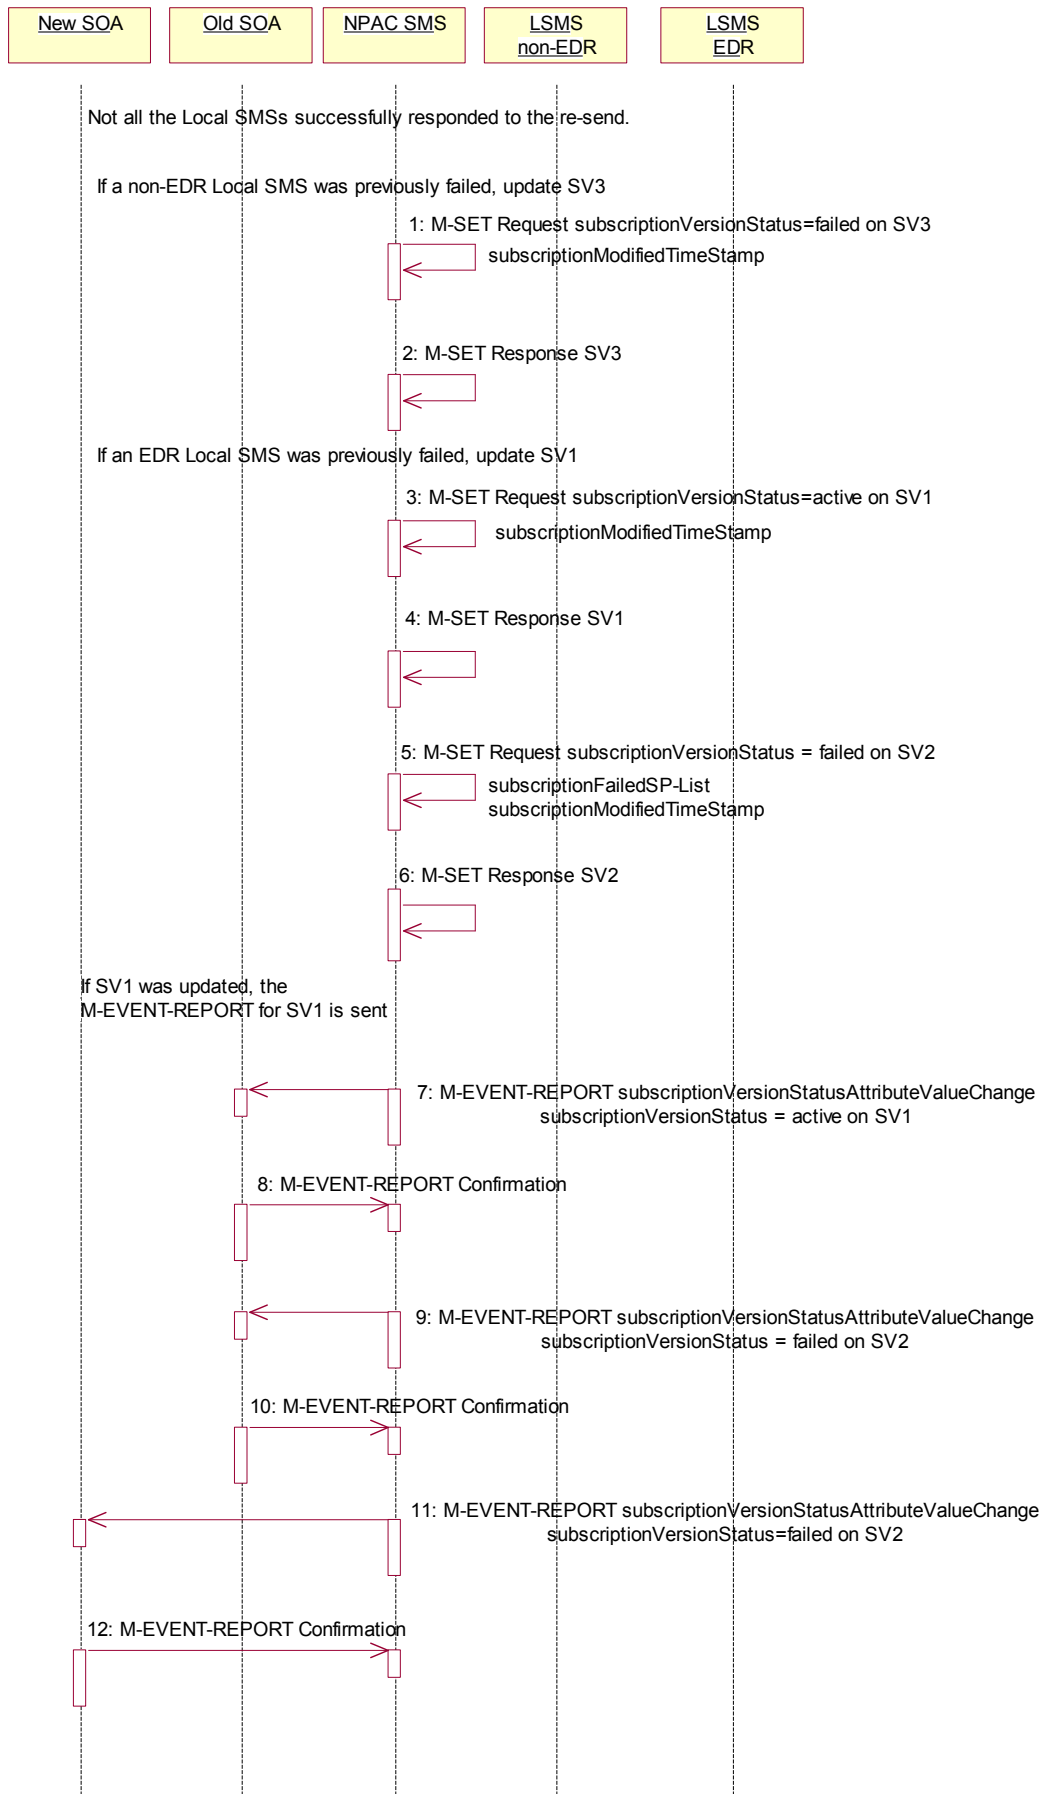 New SOA
Old SOA
NPAC SMS
LSMS
non-EDR
LSMS
EDR
Not all the Local SMSs successfully responded to the re-send.
If a non-EDR Local SMS was previously failed, update SV3
1: M-SET Request subscriptionVersionStatus=failed on SV3
subscriptionModifiedTimeStamp
2: M-SET Response SV3
If an EDR Local SMS was previously failed, update SV1
3: M-SET Request subscriptionVersionStatus=active on SV1
subscriptionModifiedTimeStamp
4: M-SET Response SV1
5: M-SET Request subscriptionVersionStatus = failed on SV2
subscriptionFailedSP-List
subscriptionModifiedTimeStamp
6: M-SET Response SV2
If SV1 was updated, the
M-EVENT-REPORT for SV1 is sent
7: M-EVENT-REPORT subscriptionVersionStatusAttributeValueChange
subscriptionVersionStatus = active on SV1
8: M-EVENT-REPORT Confirmation
9: M-EVENT-REPORT subscriptionVersionStatusAttributeValueChange
subscriptionVersionStatus = failed on SV2
10: M-EVENT-REPORT Confirmation
11: M-EVENT-REPORT subscriptionVersionStatusAttributeValueChange
subscriptionVersionStatus=failed on SV2
12: M-EVENT-REPORT Confirmation